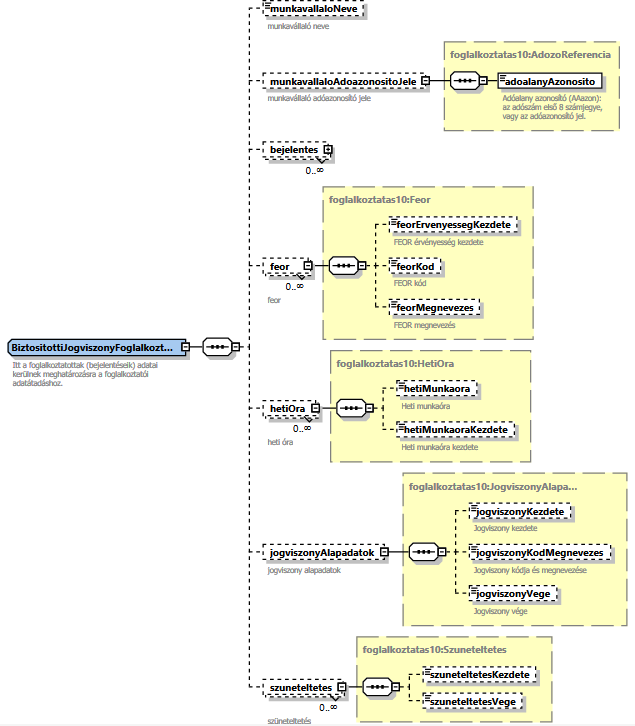 munkavallaloNeve
munkavállaló neve
foglalkoztatas10:AdozoReferencia
munkavallaloAdoazonositoJele
munkavállaló adóazonosító jele
adoalanyAzonosito
Adóalany azonosító (AAazon):
az adószám első 8 számjegye,
vagy az adóazonosító jel.
bejelentes
0..∞
foglalkoztatas10:Feor
feorErvenyessegKezdete
FEOR érvényesség kezdete
feor
0..∞
feor
feorKod
FEOR kód
feorMegnevezes
FEOR megnevezés
BiztositottiJogviszonyFoglalkozt...
Itt a foglalkoztatottak (bejelentéseik) adatai
kerülnek meghatározásra a foglalkoztatói
adatátadáshoz.
foglalkoztatas10:HetiOra
hetiMunkaora
Heti munkaóra
hetiOra
0..∞
heti óra
hetiMunkaoraKezdete
Heti munkaóra kezdete
foglalkoztatas10:JogviszonyAlapa...
jogviszonyKezdete
Jogviszony kezdete
jogviszonyAlapadatok
jogviszony alapadatok
jogviszonyKodMegnevezes
Jogviszony kódja és megnevezése
jogviszonyVege
Jogviszony vége
foglalkoztatas10:Szuneteltetes
szuneteltetesKezdete
szuneteltetes
0..∞
szüneteltetés
szuneteltetesVege